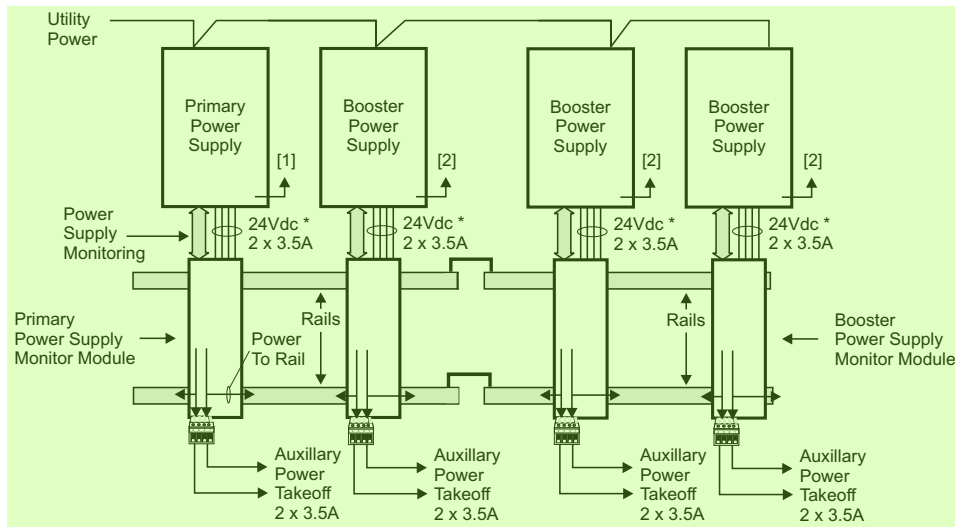 Utility
Power
Primary
Power
Supply
Booster
Power
Supply
Booster
Power
Supply
Booster
Power
Supply
[1]
[2]
[2]
[2]
Power
Supply
Monitoring
24Vdc *
2 x 3.5A
24Vdc *
2 x 3.5A
24Vdc *
2 x 3.5A
24Vdc *
2 x 3.5A
Primary
Power Supply
Monitor Module
Rails
Power
To Rail
Rails
Booster
Power Supply
Monitor Module
Auxillary
Power
Takeoff
2 x 3.5A
Auxillary
Power
Takeoff
2 x 3.5A
Auxillary
Power
Takeoff
2 x 3.5A
Auxillary
Power
Takeoff
2 x 3.5A